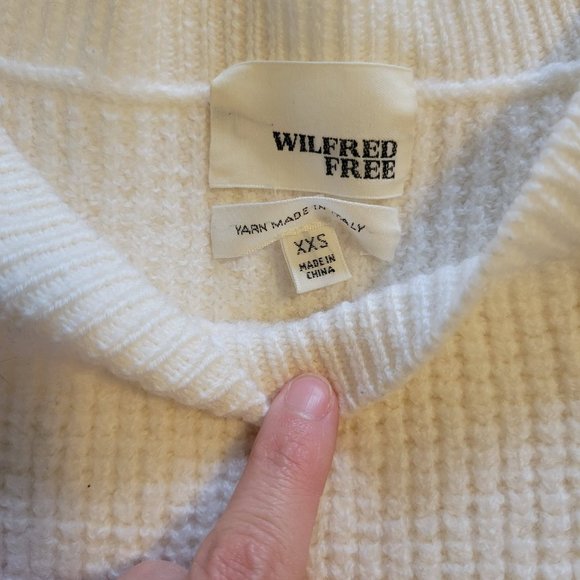 WILFRED
FREE
YARN MADE IN ITALY
XXS
MADE IN
CHINA